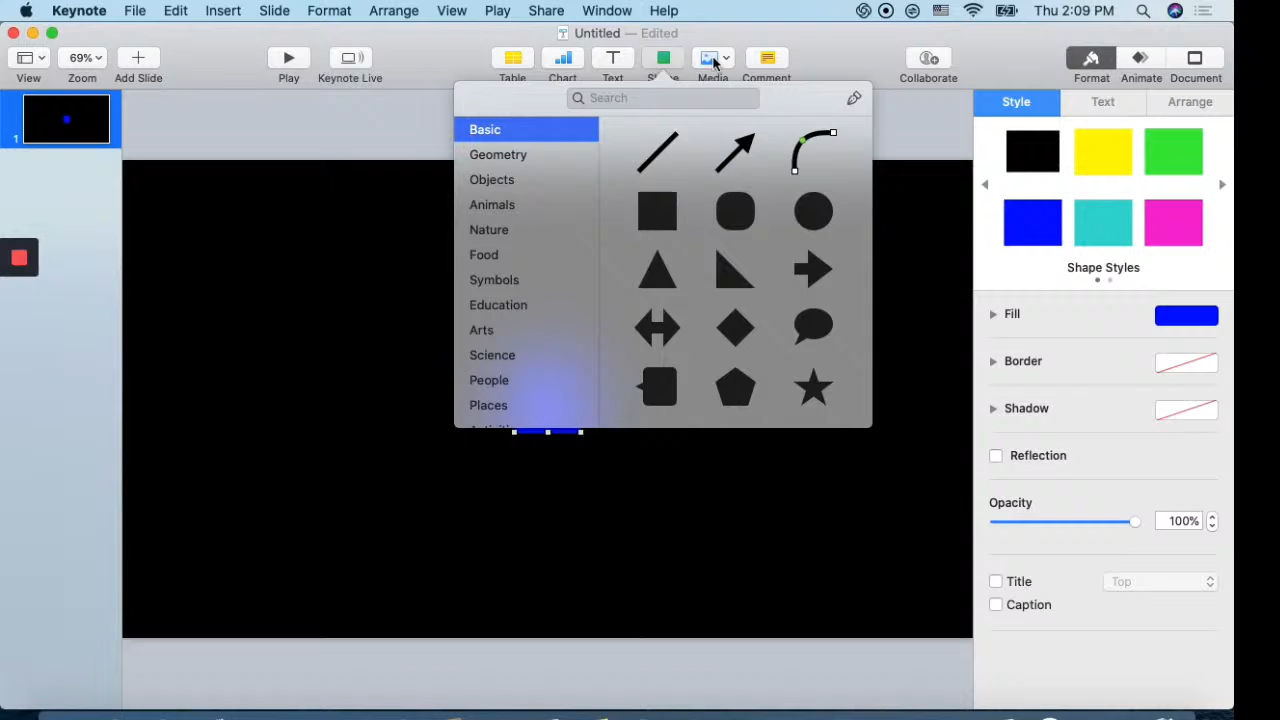 Keynote File Edit Insert Slide Format Arrange View Play Share Window Help Thu 2:09 PM
Untitled — Edited
69%
View Zoom Add Slide Play Keynote Live Table Chart Text Media Comment Collaborate Format Animate Document
Search
Style Text Arrange
1
Basic
Geometry
Objects
Animals
Nature
Food
Symbols
Education
Arts
Science
People
Places
Shape Styles
Fill
Border
Shadow
Reflection
Opacity
100%
Title Top
Caption